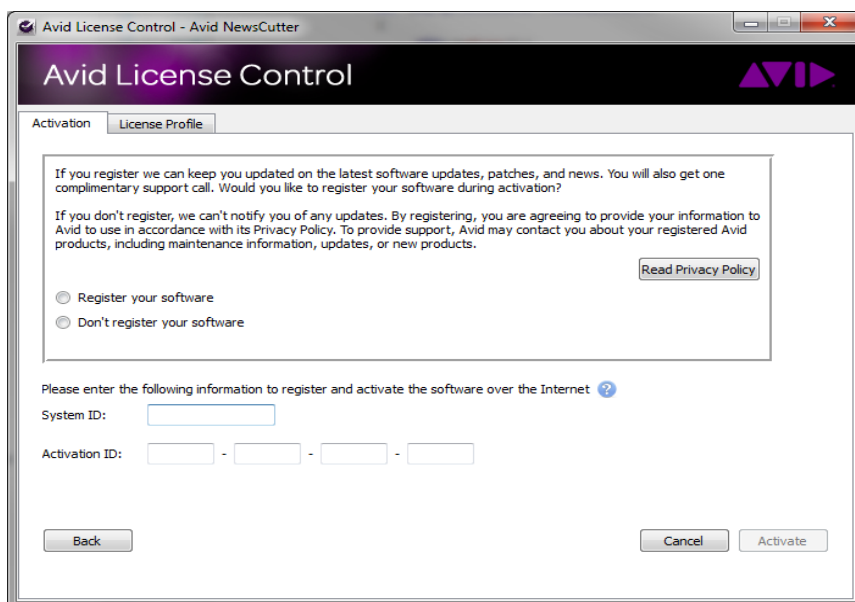 Avid License Control - Avid NewsCutter
Avid License Control
AVID
Activation
License Profile
If you register we can keep you updated on the latest software updates, patches, and news. You will also get one
complimentary support call. Would you like to register your software during activation?
If you don't register, we can't notify you of any updates. By registering, you are agreeing to provide your information to
Avid to use in accordance with its Privacy Policy. To provide support, Avid may contact you about your registered Avid
products, including maintenance information, updates, or new products.
Read Privacy Policy
Register your software
Don't register your software
Please enter the following information to register and activate the software over the Internet ?
System ID:
Activation ID: - - -
Back
Cancel
Activate